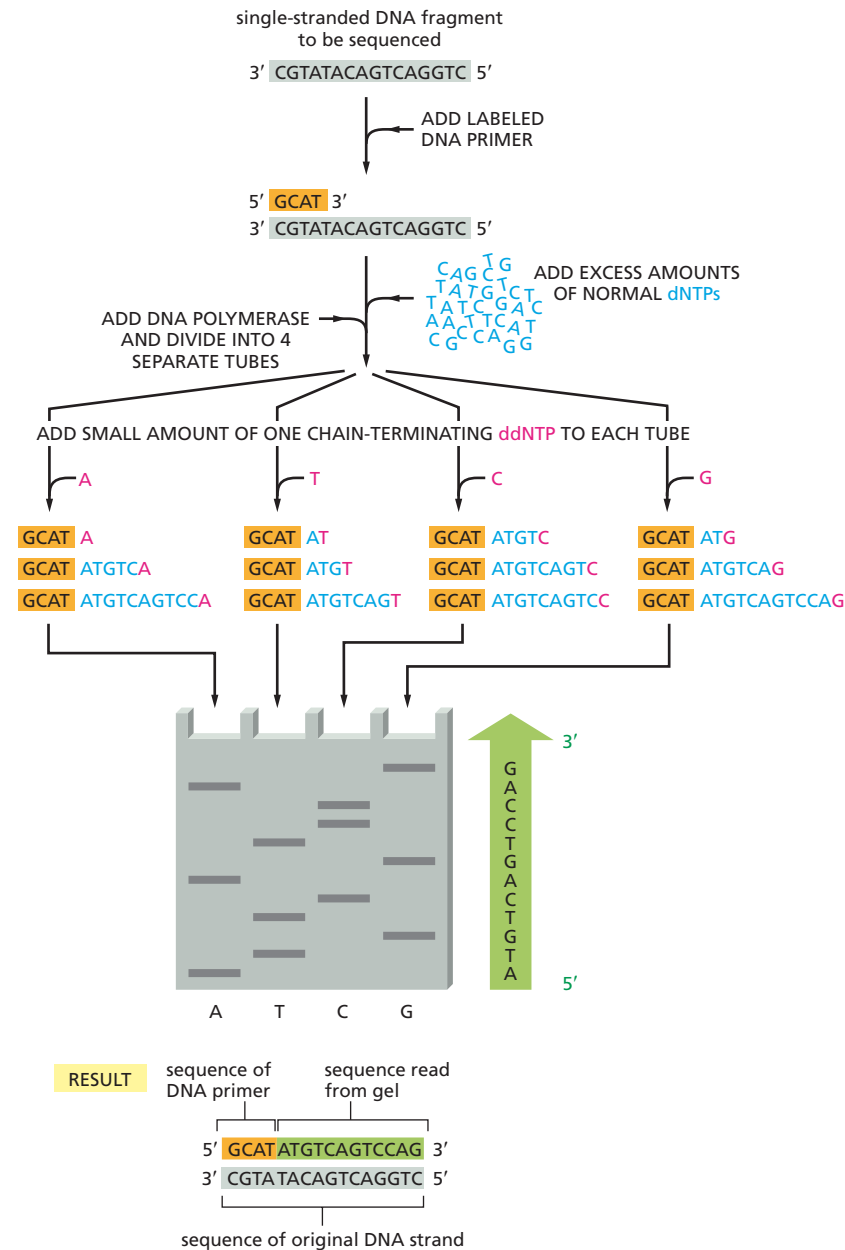 single-stranded DNA fragment
to be sequenced
3′ CGTATACAGTCAGGTC 5′
ADD LABELED
DNA PRIMER
5′ GCAT 3′
3′ CGTATACAGTCAGGTC 5′
C A G C T G
T A T G T C T
T A T C G A C
A A C T T C A T
C G C C A G G
ADD EXCESS AMOUNTS
OF NORMAL dNTPs
ADD DNA POLYMERASE
AND DIVIDE INTO 4
SEPARATE TUBES
ADD SMALL AMOUNT OF ONE CHAIN-TERMINATING ddNTP TO EACH TUBE
A T C G
GCAT A GCAT AT GCAT ATGTC GCAT ATG
GCAT ATGTCA GCAT ATGT GCAT ATGTCAGTC GCAT ATGTCAG
GCAT ATGTCAGTCCA GCAT ATGTCAGT GCAT ATGTCAGTCC GCAT ATGTCAGTCCAG
3′
G
A
C
C
T
G
A
C
T
G
T
A
5′
A T C G
RESULT
sequence of
DNA primer
sequence read
from gel
5′ GCATATGTCAGTCCAG 3′
3′ CGTATACAGTCAGGTC 5′
sequence of original DNA strand